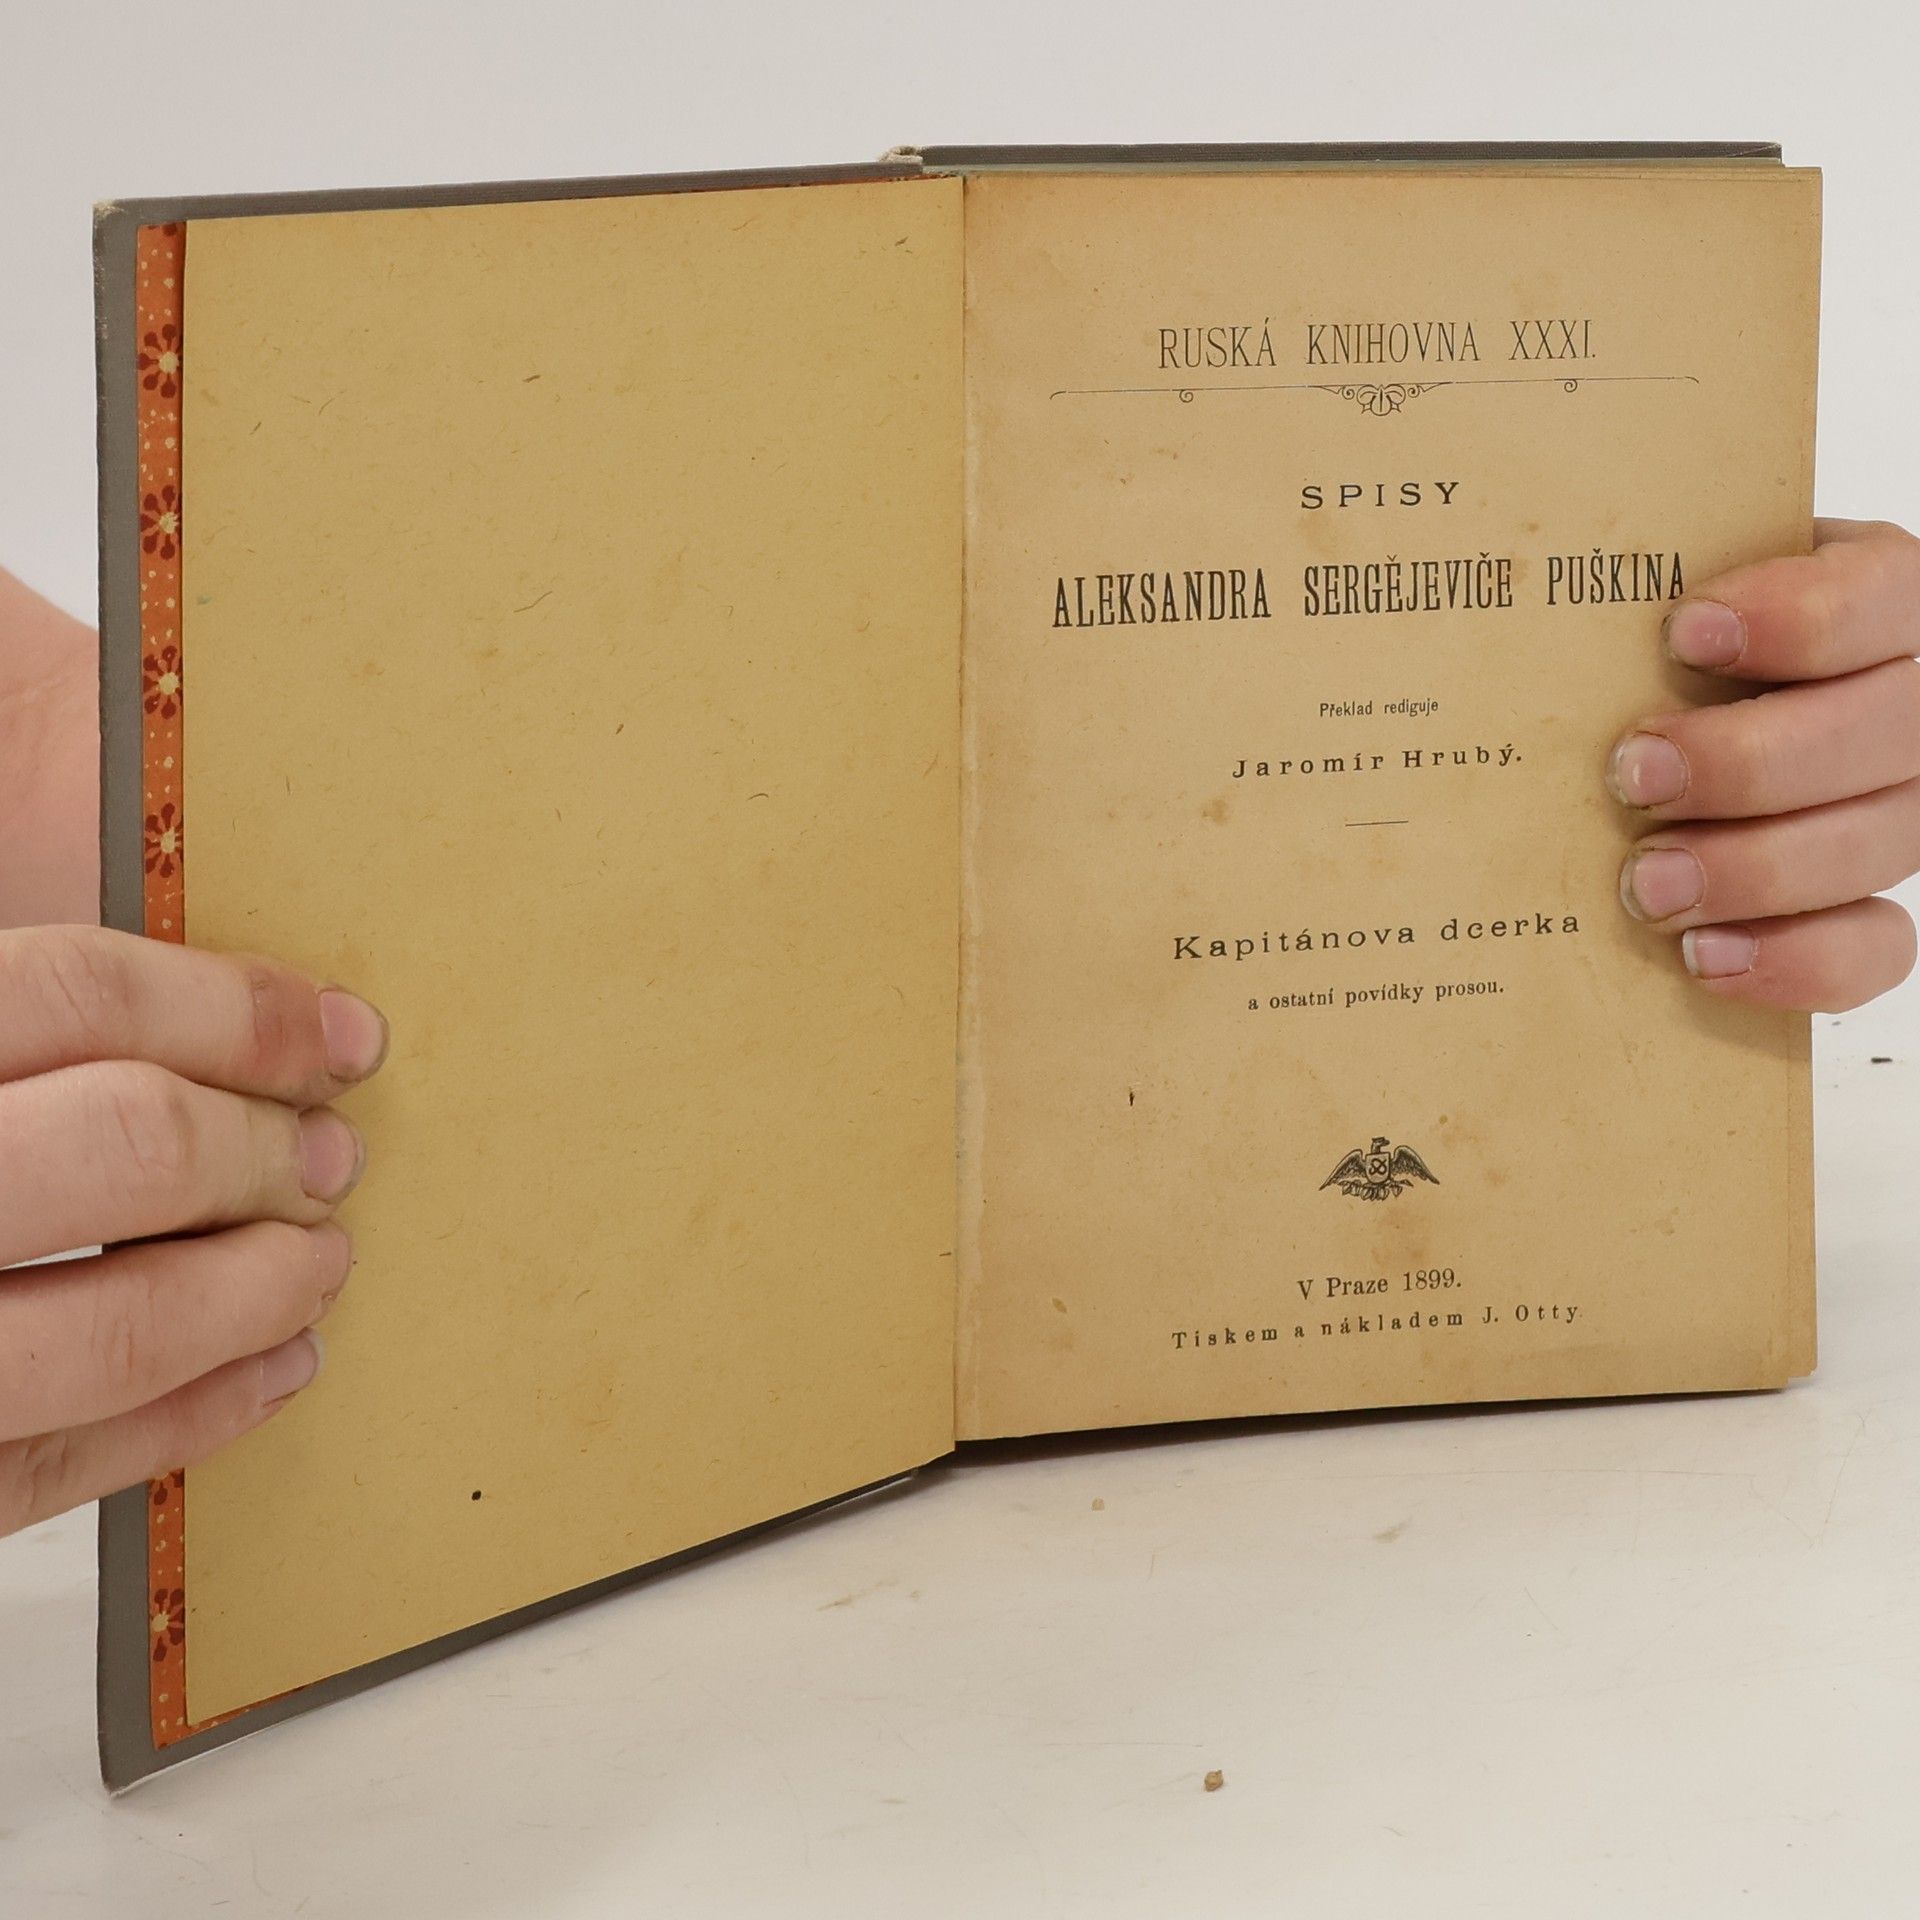 RUSKÁ KNIHOVNA XXXI.
SPISY
ALEKSANDRA SERGĚJEVIČE PUŠKINA
Překlad rediguje
Jaromír Hrubý.
Kapitánova dcerka
a ostatní povídky prosou.
V Praze 1899.
Tiskem a nákladem J. Otty.